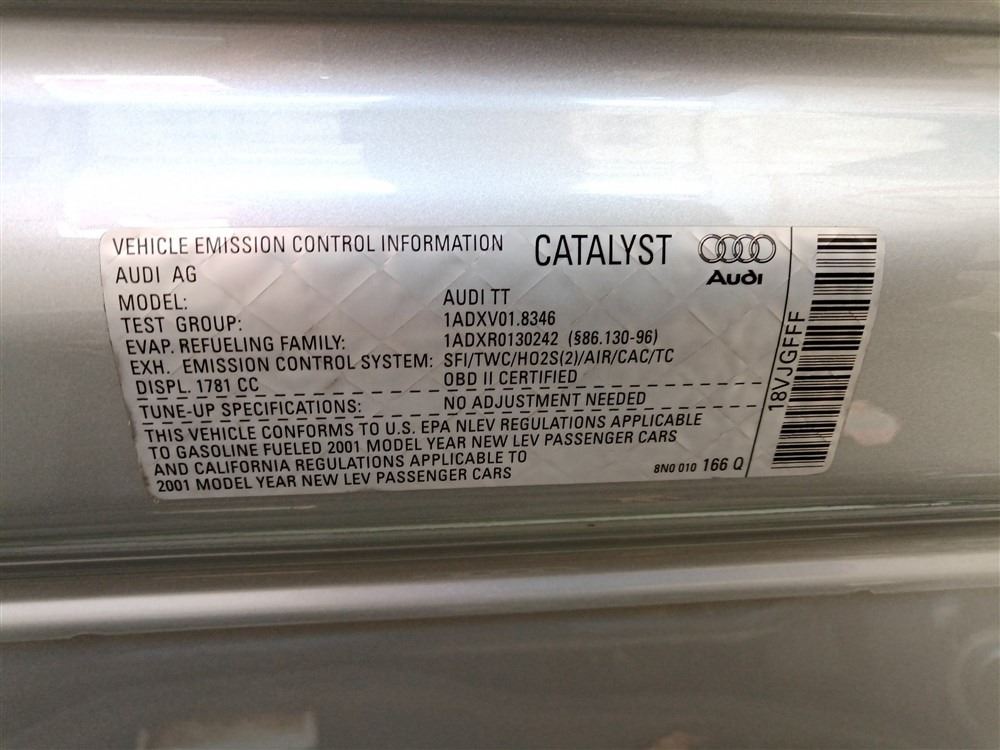 VEHICLE EMISSION CONTROL INFORMATION CATALYST
AUDI AG Audi
MODEL: AUDI TT
TEST GROUP: 1ADXV01.8346
EVAP. REFUELING FAMILY: 1ADXR0130242 (§86.130-96)
EXH. EMISSION CONTROL SYSTEM: SFI/TWC/HO2S(2)/AIR/CAC/TC
DISPL. 1781 CC OBD II CERTIFIED
TUNE-UP SPECIFICATIONS: NO ADJUSTMENT NEEDED
THIS VEHICLE CONFORMS TO U.S. EPA NLEV REGULATIONS APPLICABLE
TO GASOLINE FUELED 2001 MODEL YEAR NEW LEV PASSENGER CARS
AND CALIFORNIA REGULATIONS APPLICABLE TO
2001 MODEL YEAR NEW LEV PASSENGER CARS
8N0 010 166 Q
18VJGFFF